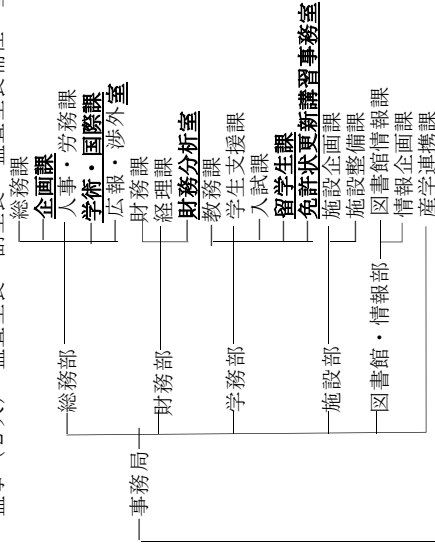 事務局
総務部
総務課
企画課
人事・労務課
学術・国際課
広報・渉外室
財務部
財務課
経理課
財務分析室
学務部
教務課
学生支援課
入試課
留学生課
免許状更新講習事務室
施設部
施設企画課
施設整備課
図書館・情報部
図書館情報課
情報企画課
産学連携課